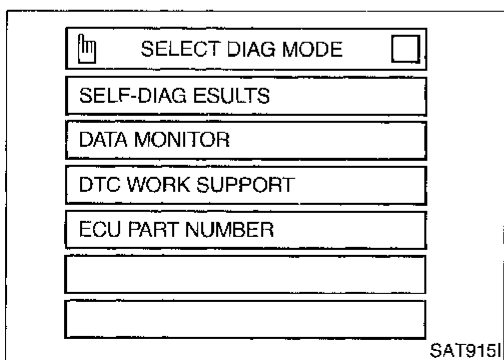 SELECT DIAG MODE
SELF-DIAG ESULTS
DATA MONITOR
DTC WORK SUPPORT
ECU PART NUMBER
SAT915I